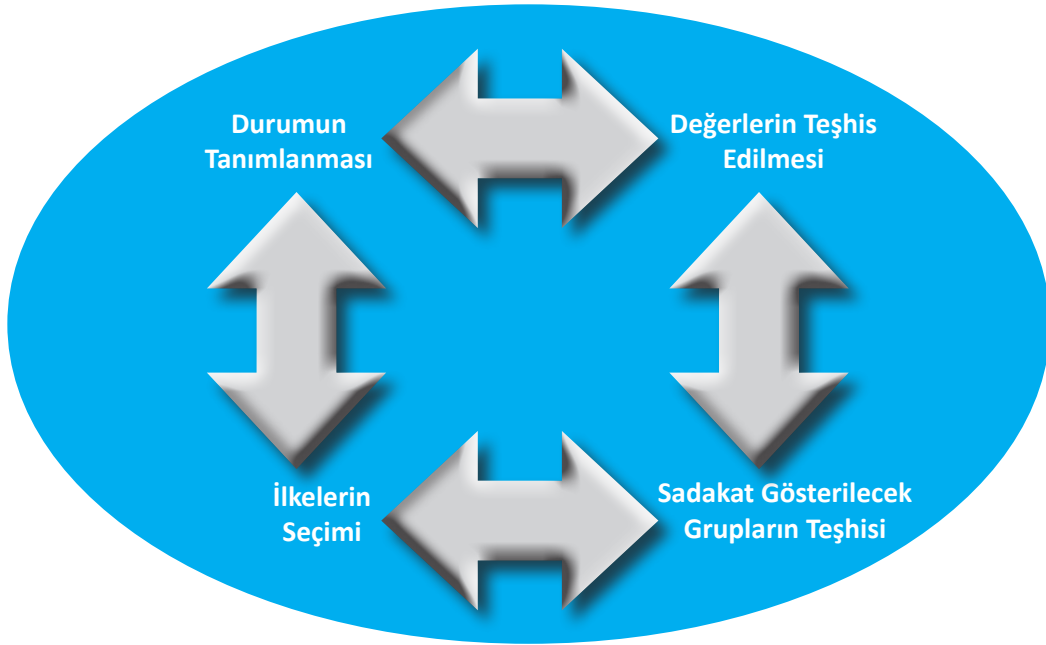 Durumun
Tanımlanması
Değerlerin Teşhis
Edilmesi
İlkelerin
Seçimi
Sadakat Gösterilecek
Grupların Teşhisi